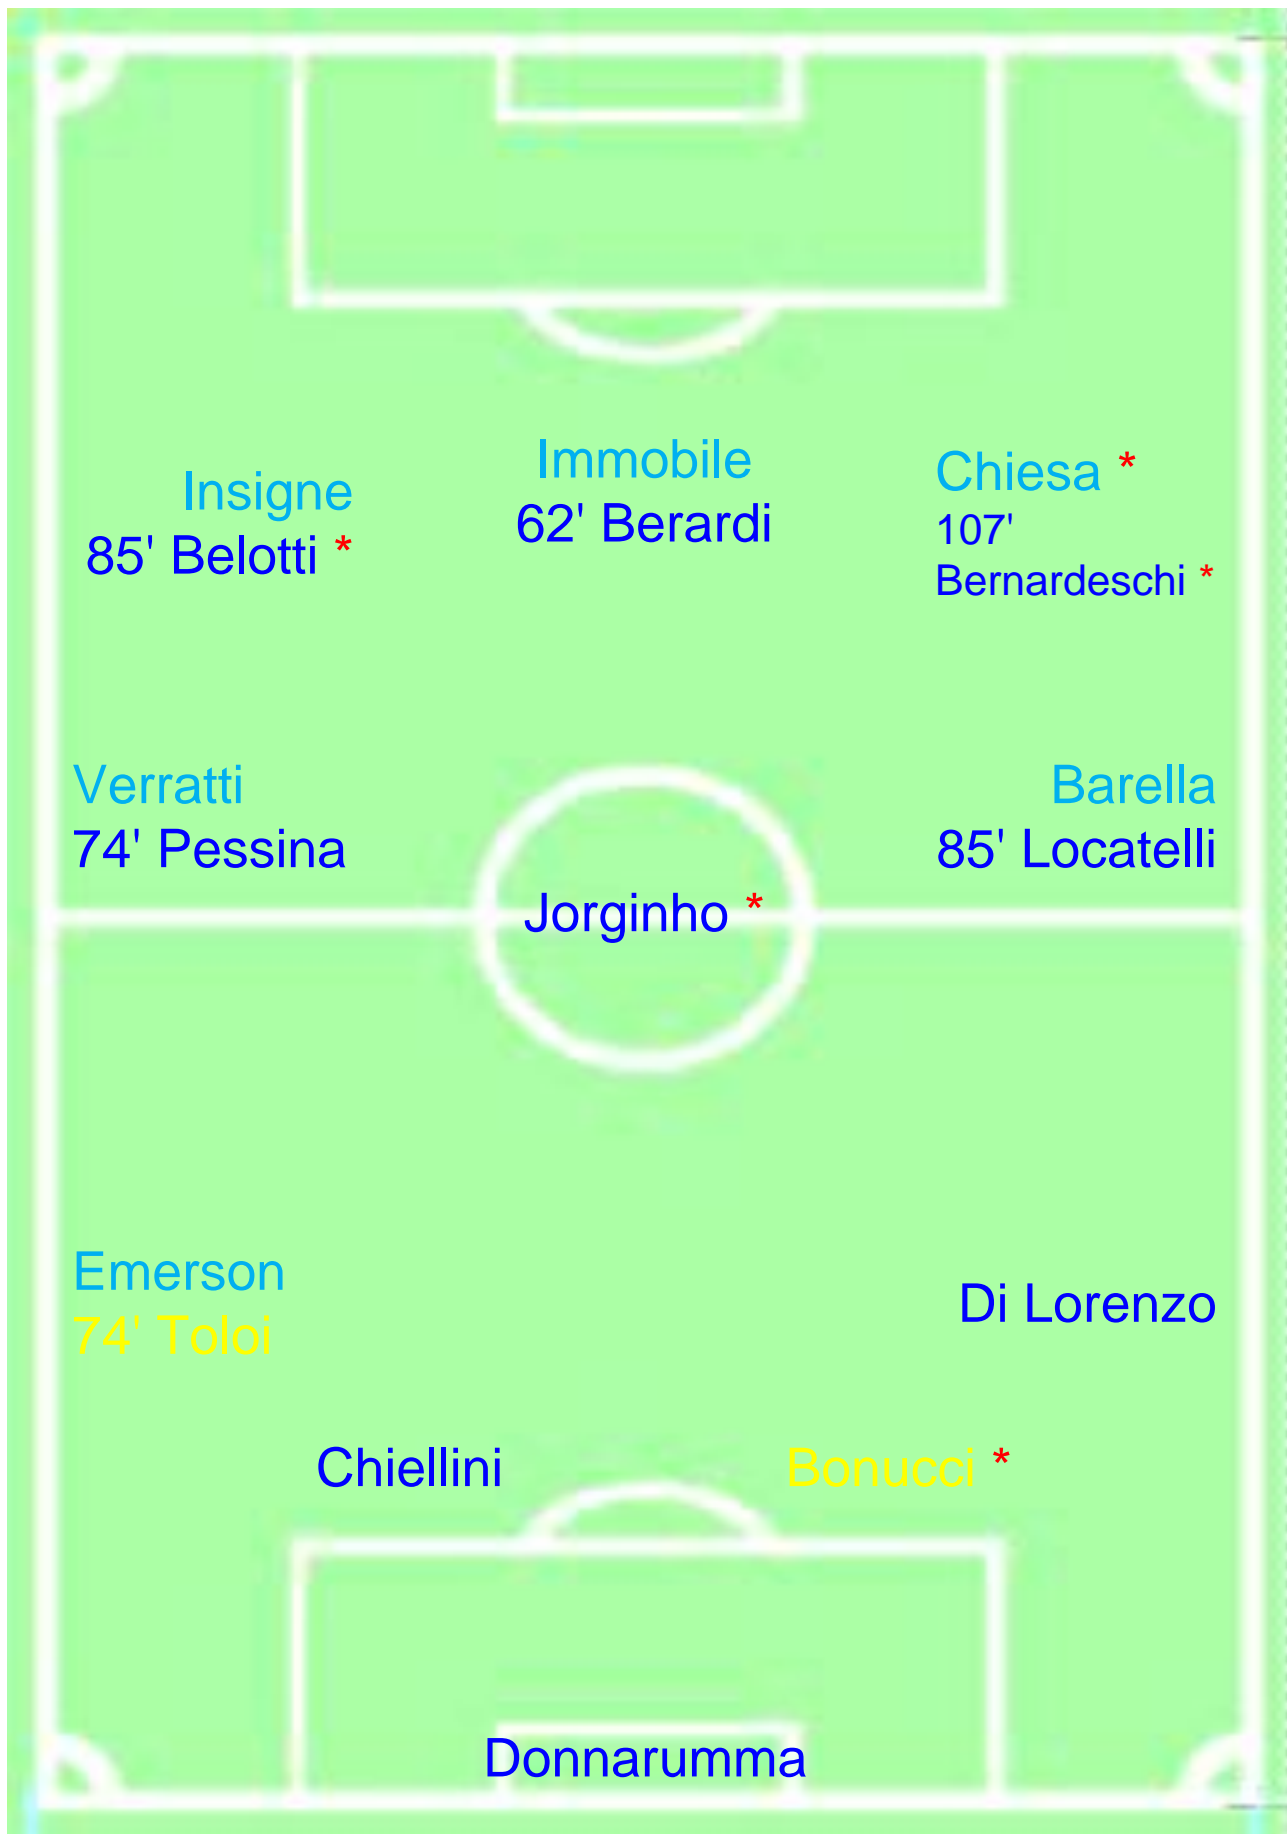 Insigne
85' Belotti *
Immobile
62' Berardi
Chiesa *
107'
Bernardeschi *
Verratti
74' Pessina
Barella
85' Locatelli
Jorginho *
Emerson
74' Toloi
Di Lorenzo
Chiellini
Bonucci *
Donnarumma